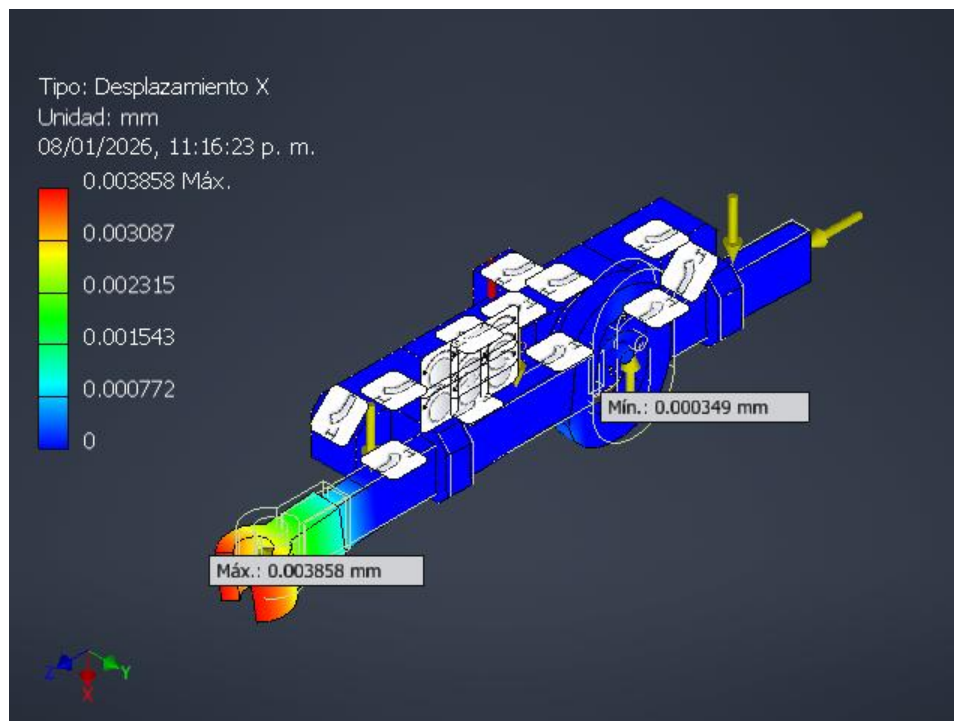 Tipo: Desplazamiento X
Unidad: mm
08/01/2026, 11:16:23 p. m.
0.003858 Máx.
0.003087
0.002315
0.001543
0.000772
0
Mín.: 0.000349 mm
Máx.: 0.003858 mm
Z
Y
X